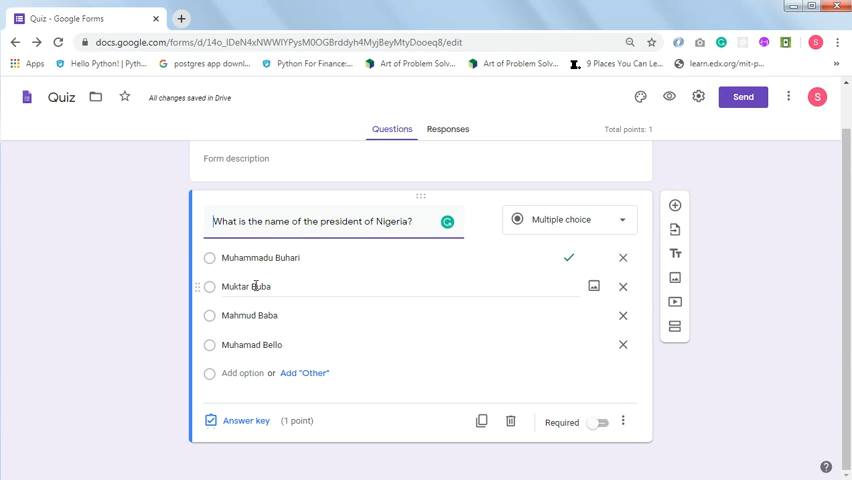 Quiz - Google Forms
docs.google.com/forms/d/14o_lDeN4xNWWlYPysM0OGBrddyh4MyjBeyMtyDooeq8/edit
Apps Hello Python! | Pyth... postgres app downl... Python For Finance:... Art of Problem Solv... Art of Problem Solv... 9 Places You Can Le... learn.edx.org/mit-p...
Quiz All changes saved in Drive Send S
Questions Responses Total points: 1
Form description
What is the name of the president of Nigeria? Multiple choice
Muhammadu Buhari
Muktar Buba
Mahmud Baba
Muhamad Bello
Add option or Add "Other"
Answer key (1 point) Required